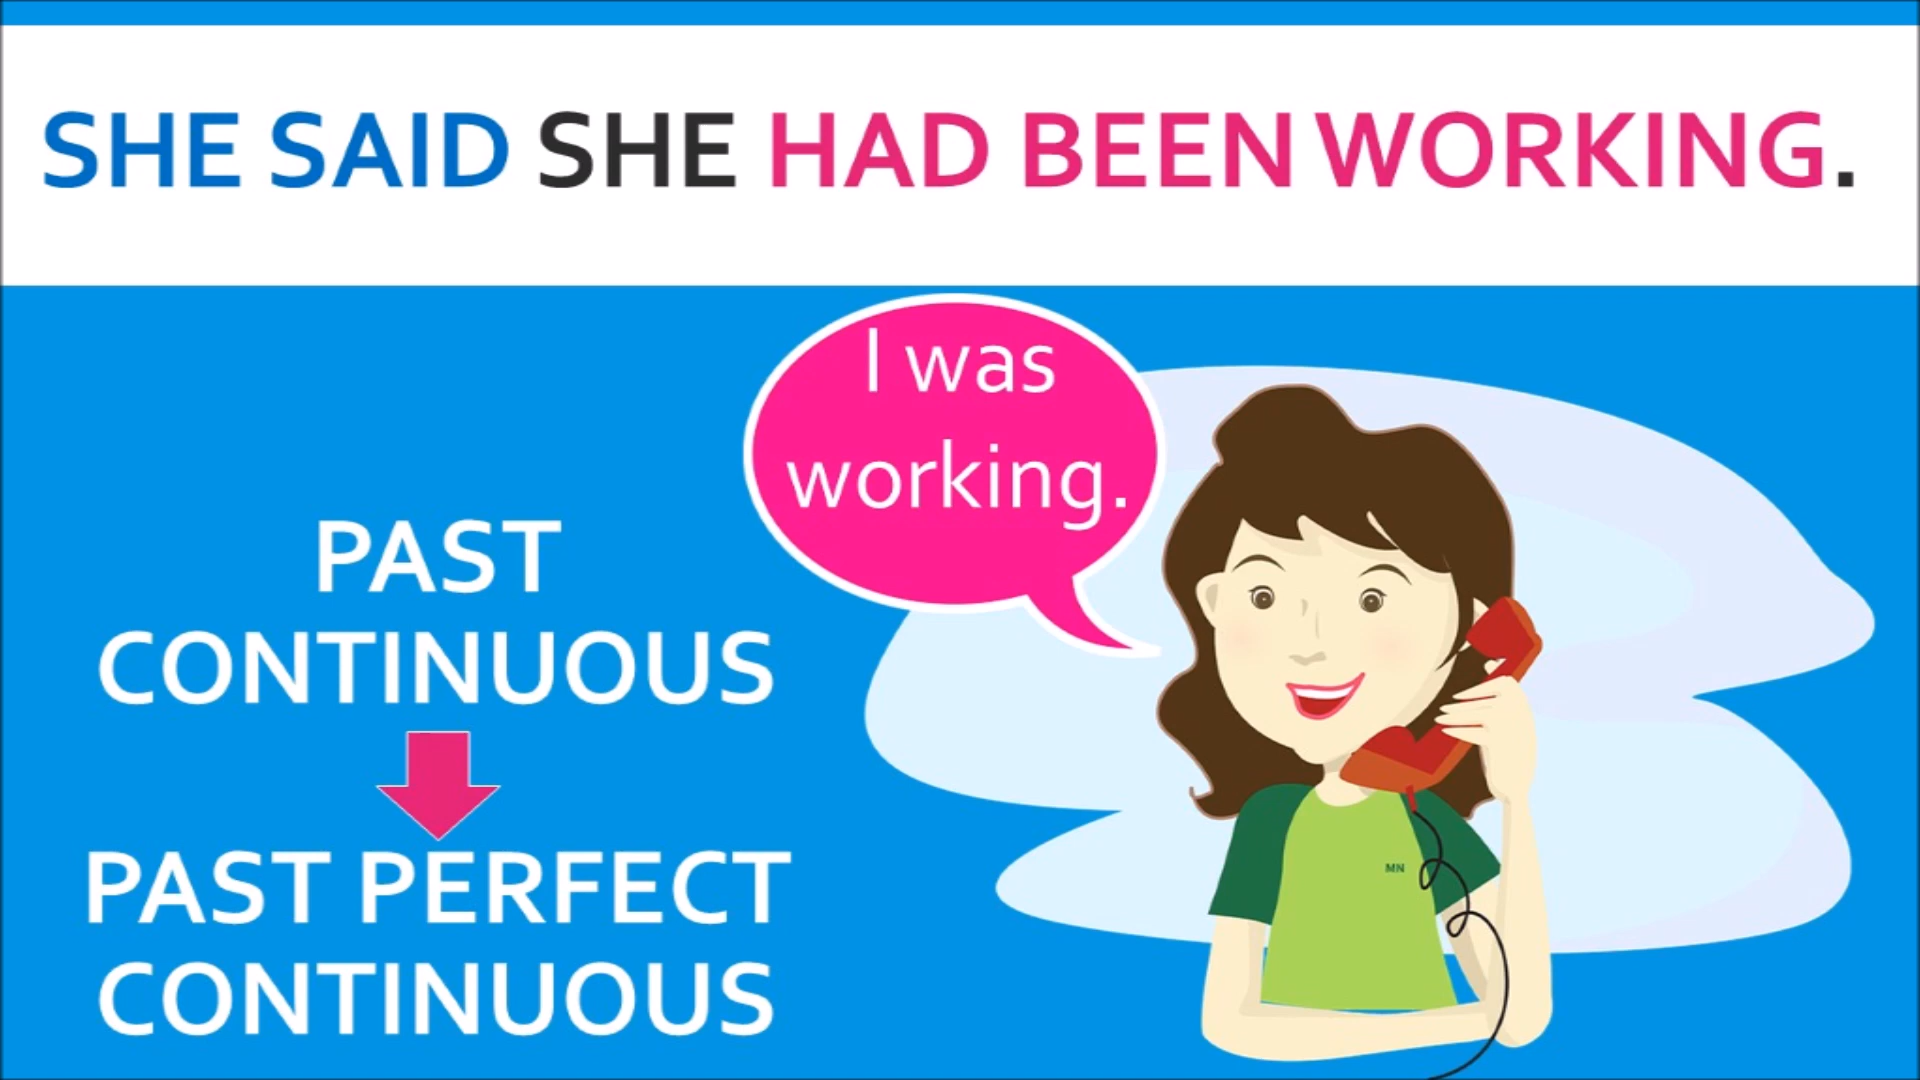 SHE SAID SHE HAD BEEN WORKING.
I was
working.
PAST
CONTINUOUS
PAST PERFECT
CONTINUOUS
MN